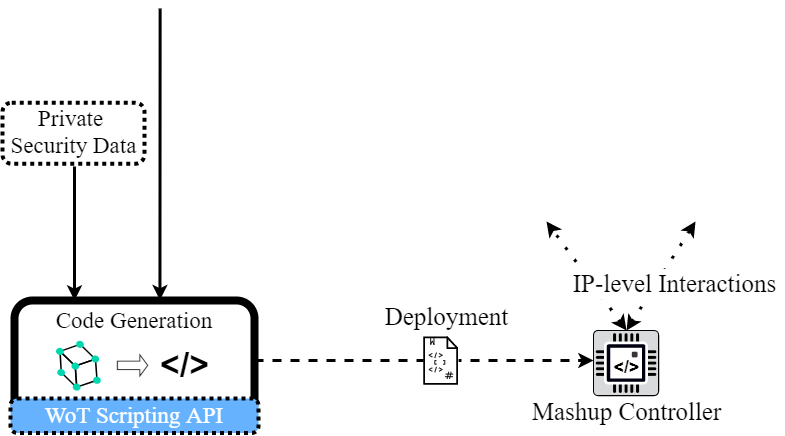 Private
Security Data
Code Generation
</>
WoT Scripting API
Deployment
W
</>
[ ]
</>
#
IP-level Interactions
</>
Mashup Controller